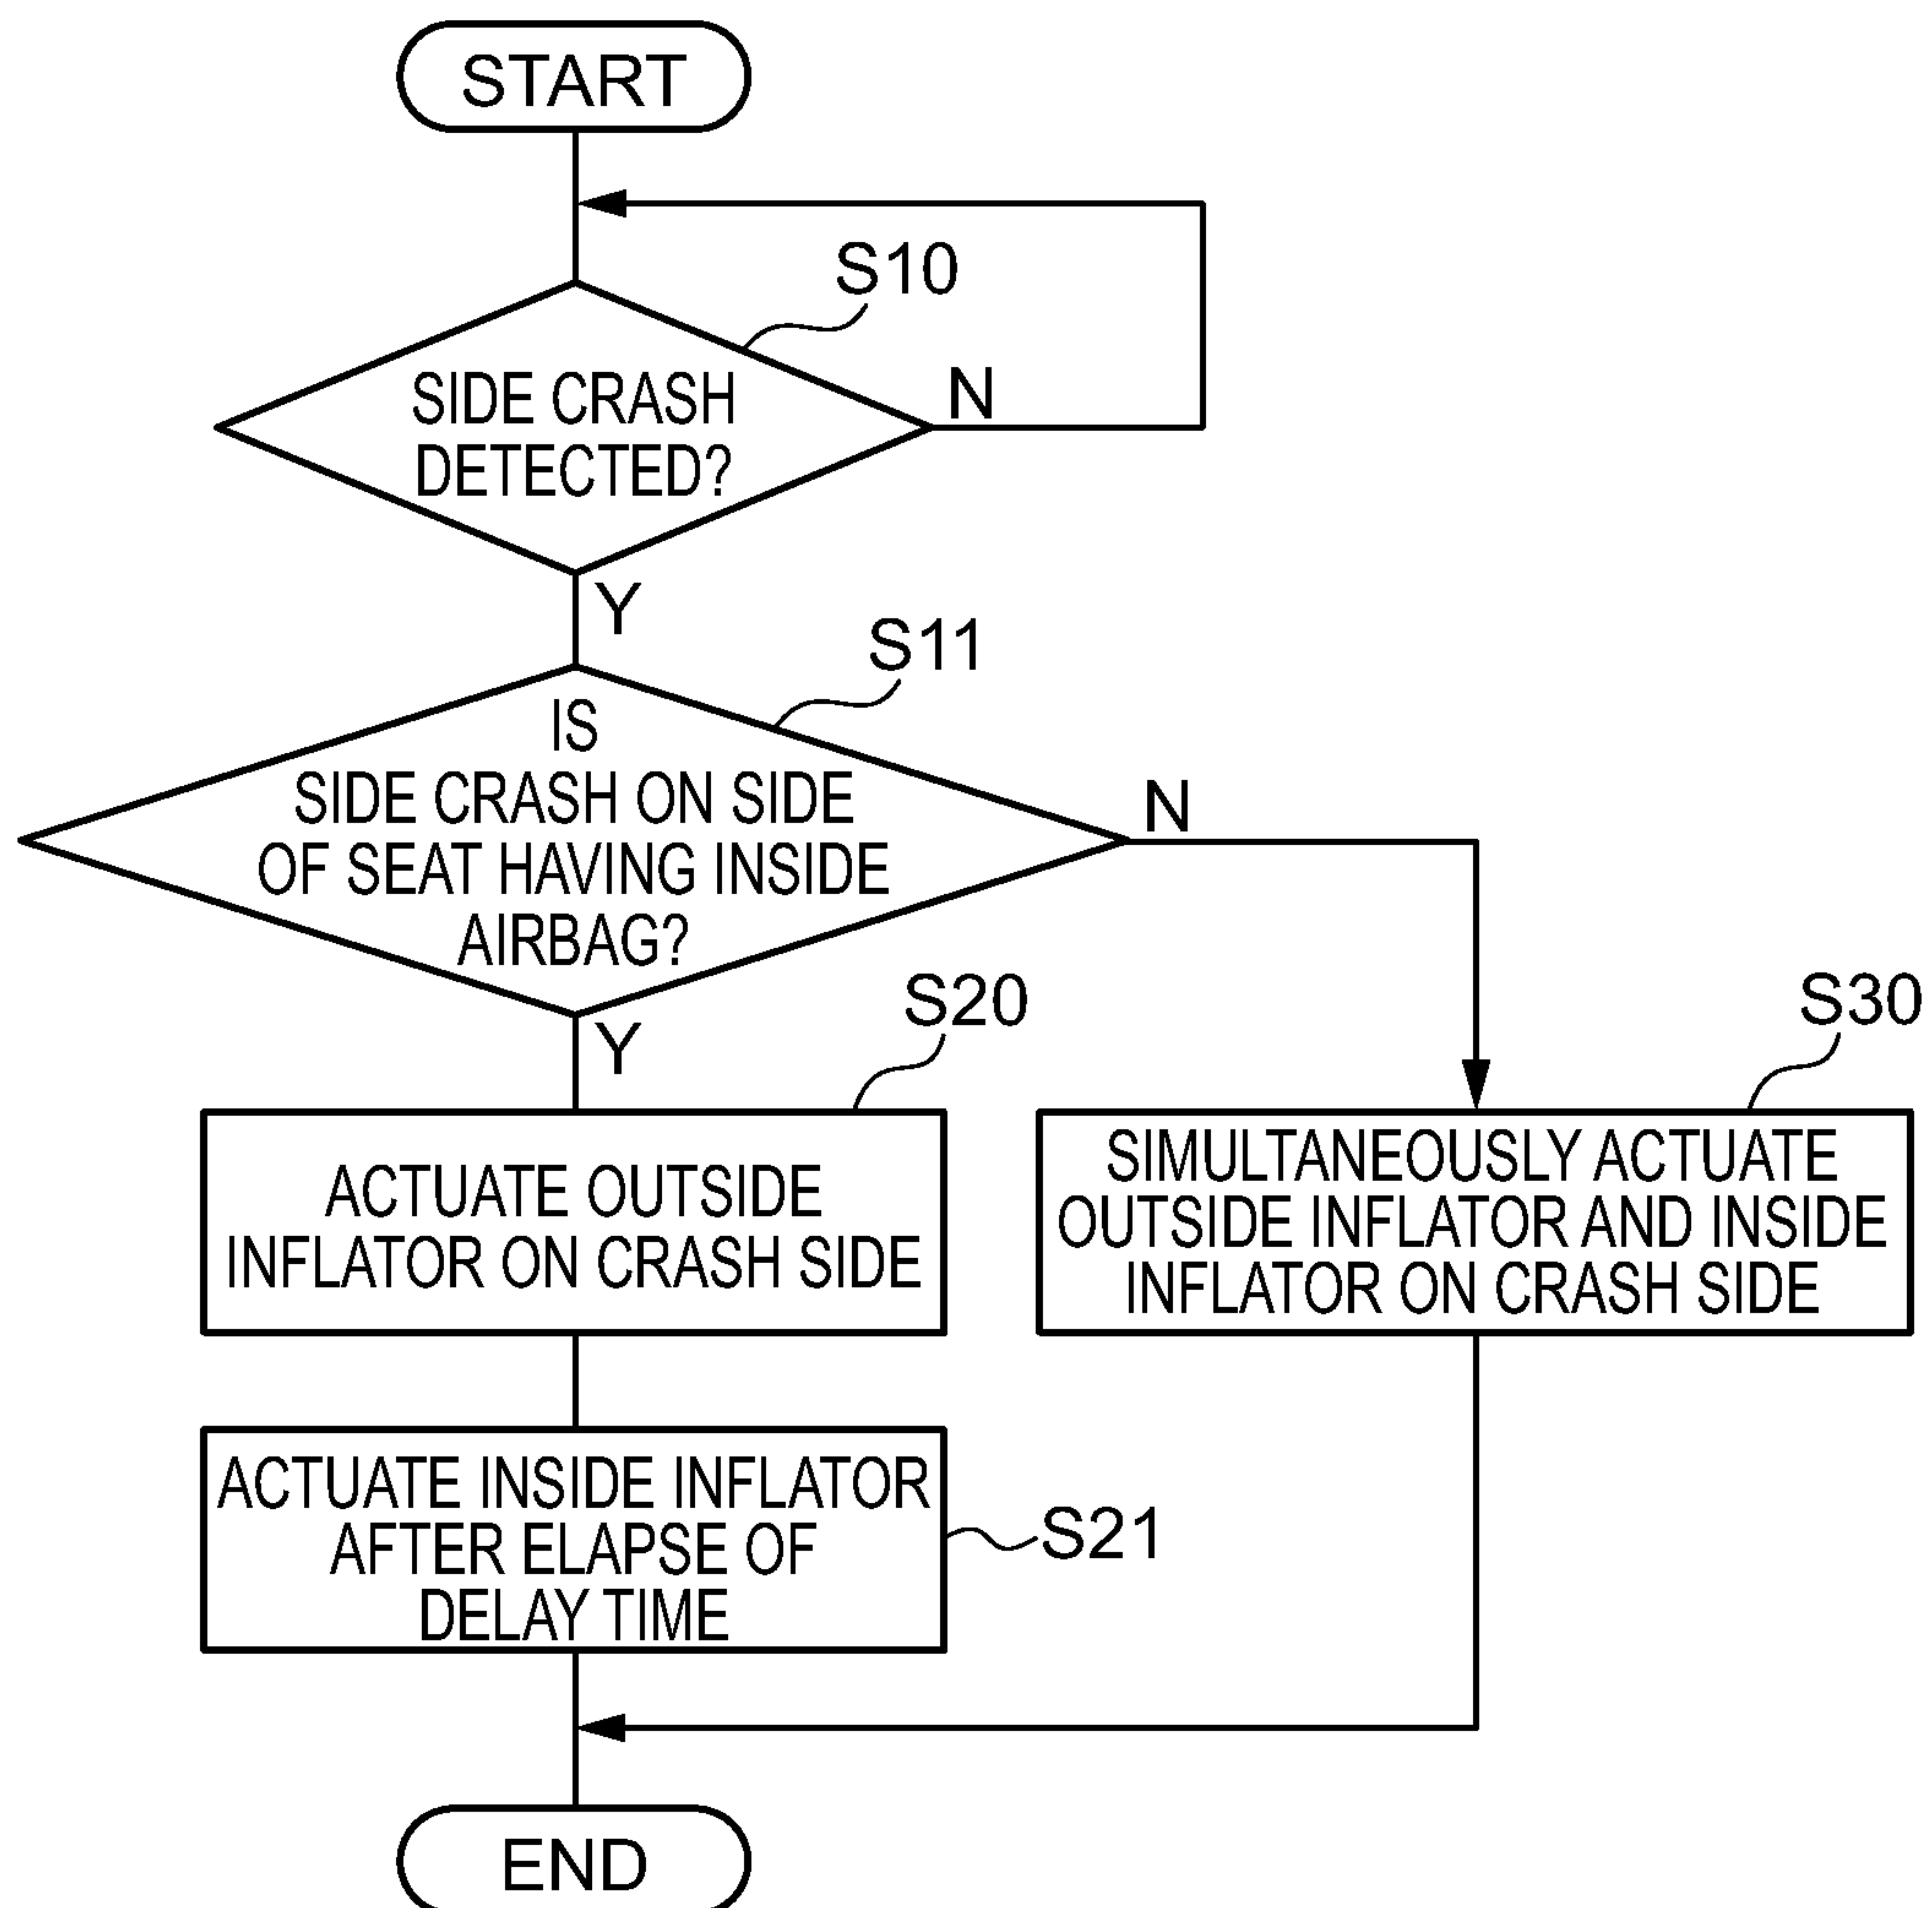 START
S10
SIDE CRASH
DETECTED?
N
Y
S11
IS
SIDE CRASH ON SIDE
OF SEAT HAVING INSIDE
AIRBAG?
N
Y
S20
ACTUATE OUTSIDE
INFLATOR ON CRASH SIDE
S30
SIMULTANEOUSLY ACTUATE
OUTSIDE INFLATOR AND INSIDE
INFLATOR ON CRASH SIDE
ACTUATE INSIDE INFLATOR
AFTER ELAPSE OF
DELAY TIME
S21
END